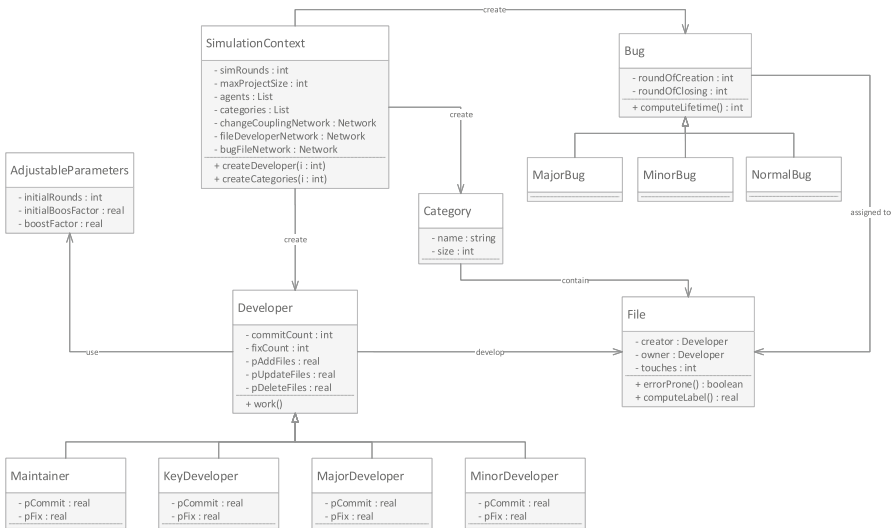 create
SimulationContext
- simRounds : int
- maxProjectSize : int
- agents : List
- categories : List
- changeCouplingNetwork : Network
- fileDeveloperNetwork : Network
- bugFileNetwork : Network
+ createDeveloper(i : int)
+ createCategories(i : int)
Bug
- roundOfCreation : int
- roundOfClosing : int
+ computeLifetime() : int
create
MajorBug
MinorBug
NormalBug
AdjustableParameters
- initialRounds : int
- initialBoosFactor : real
- boostFactor : real
Category
- name : string
- size : int
assigned to
create
contain
Developer
- commitCount : int
- fixCount : int
- pAddFiles : real
- pUpdateFiles : real
- pDeleteFiles : real
+ work()
File
- creator : Developer
- owner : Developer
- touches : int
+ errorProne() : boolean
+ computeLabel() : real
use
develop
Maintainer
- pCommit : real
- pFix : real
KeyDeveloper
- pCommit : real
- pFix : real
MajorDeveloper
- pCommit : real
- pFix : real
MinorDeveloper
- pCommit : real
- pFix : real